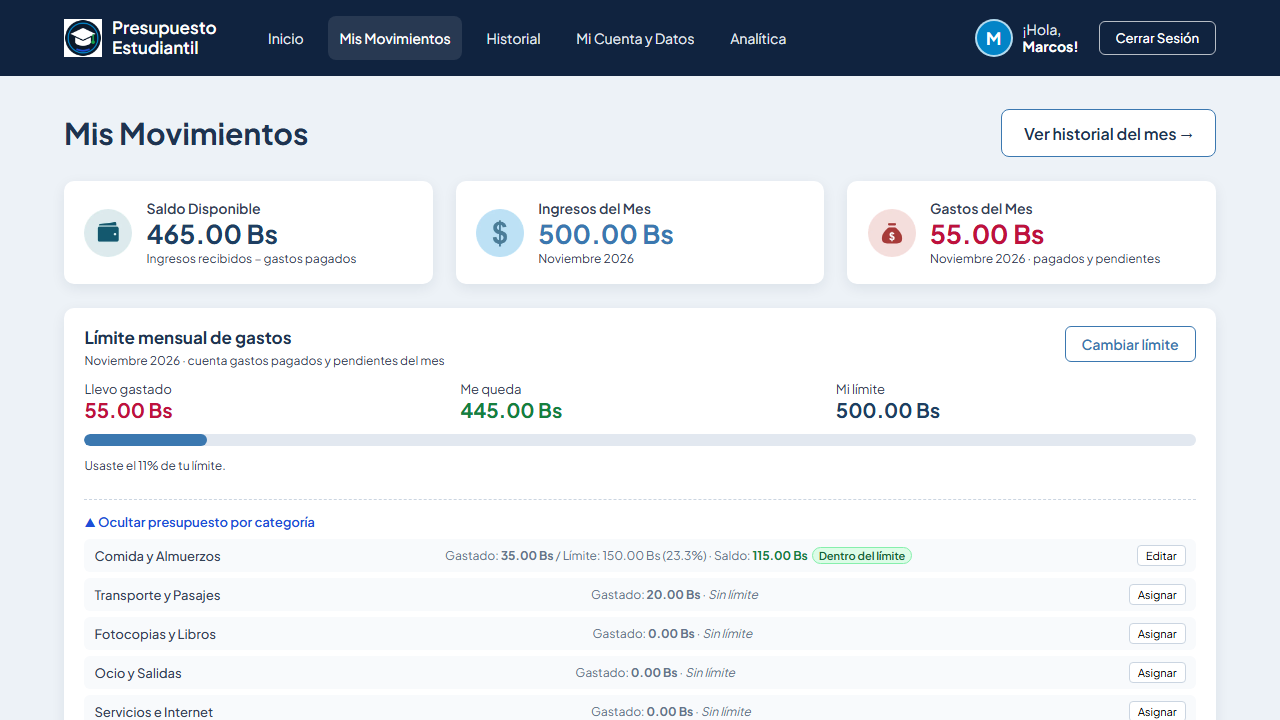 Presupuesto
Estudiantil
Inicio
Mis Movimientos
Historial
Mi Cuenta y Datos
Analítica
M
¡Hola,
Marcos!
Cerrar Sesión
Mis Movimientos
Ver historial del mes →
Saldo Disponible
465.00 Bs
Ingresos recibidos – gastos pagados
$
Ingresos del Mes
500.00 Bs
Noviembre 2026
$
Gastos del Mes
55.00 Bs
Noviembre 2026 · pagados y pendientes
Límite mensual de gastos
Noviembre 2026 · cuenta gastos pagados y pendientes del mes
Cambiar límite
Llevo gastado
55.00 Bs
Me queda
445.00 Bs
Mi límite
500.00 Bs
Usaste el 11% de tu límite.
▲ Ocultar presupuesto por categoría
Comida y Almuerzos
Gastado: 35.00 Bs / Límite: 150.00 Bs (23.3%) · Saldo: 115.00 Bs Dentro del límite
Editar
Transporte y Pasajes
Gastado: 20.00 Bs · Sin límite
Asignar
Fotocopias y Libros
Gastado: 0.00 Bs · Sin límite
Asignar
Ocio y Salidas
Gastado: 0.00 Bs · Sin límite
Asignar
Servicios e Internet
Gastado: 0.00 Bs · Sin límite
Asignar